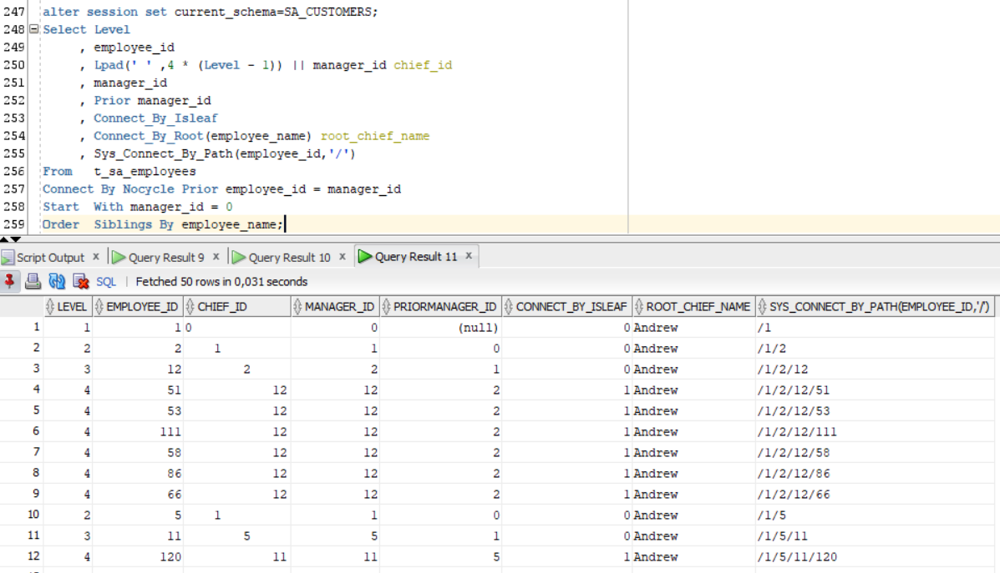 247 alter session set current_schema=SA_CUSTOMERS;
248 Select Level
249 , employee_id
250 , Lpad(' ' ,4 * (Level - 1)) || manager_id chief_id
251 , manager_id
252 , Prior manager_id
253 , Connect_By_Isleaf
254 , Connect_By_Root(employee_name) root_chief_name
255 , Sys_Connect_By_Path(employee_id,'/')
256 From t_sa_employees
257 Connect By Nocycle Prior employee_id = manager_id
258 Start With manager_id = 0
259 Order Siblings By employee_name;
Script Output x Query Result 9 x Query Result 10 x Query Result 11 x
SQL | Fetched 50 rows in 0,031 seconds
LEVEL EMPLOYEE_ID CHIEF_ID MANAGER_ID PRIORMANAGER_ID CONNECT_BY_ISLEAF ROOT_CHIEF_NAME SYS_CONNECT_BY_PATH(EMPLOYEE_ID,'/')
1 1 1 0 0 (null) 0 Andrew /1
2 2 2 1 1 0 0 Andrew /1/2
3 3 12 2 2 1 0 Andrew /1/2/12
4 4 51 12 12 2 1 Andrew /1/2/12/51
5 4 53 12 12 2 1 Andrew /1/2/12/53
6 4 111 12 12 2 1 Andrew /1/2/12/111
7 4 58 12 12 2 1 Andrew /1/2/12/58
8 4 86 12 12 2 1 Andrew /1/2/12/86
9 4 66 12 12 2 1 Andrew /1/2/12/66
10 2 5 1 1 0 0 Andrew /1/5
11 3 11 5 5 1 0 Andrew /1/5/11
12 4 120 11 11 5 1 Andrew /1/5/11/120